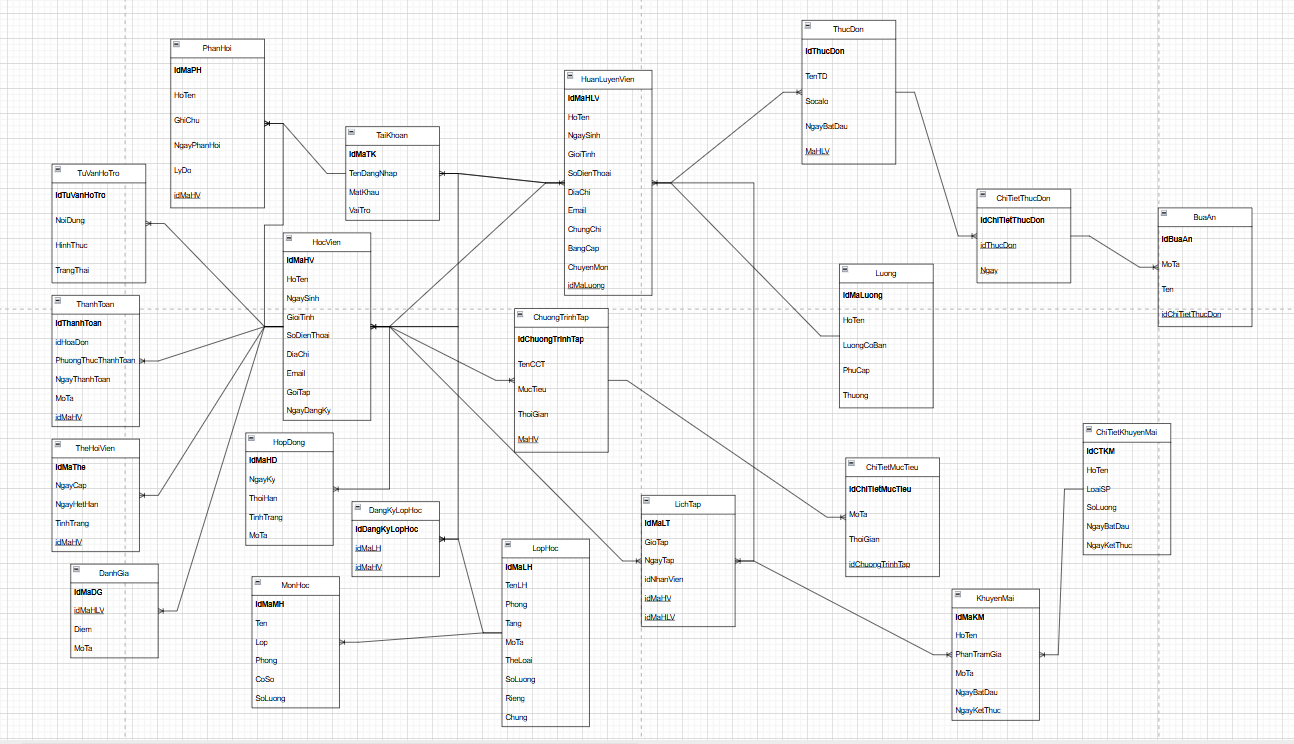 PhanHoi
IdMaPH
HoTen
GhiChu
NgayPhanHoi
LyDo
idMaHV
TaiKhoan
IdMaTK
TenDangNhap
MatKhau
VaiTro
HuanLuyenVien
IdMaHLV
HoTen
NgaySinh
GioiTinh
SoDienThoai
DiaChi
Email
ChungChi
BangCap
ChuyenMon
idMaLuong
ThucDon
IdThucDon
TenTD
Socalo
NgayBatDau
MaHLV
TuVanHoTro
IdTuVanHoTro
NoiDung
HinhThuc
TrangThai
HocVien
IdMaHV
HoTen
NgaySinh
GioiTinh
SoDienThoai
DiaChi
Email
GoiTap
NgayDangKy
ChiTietThucDon
IdChiTietThucDon
idThucDon
Ngay
BuaAn
IdBuaAn
MoTa
Ten
idChiTietThucDon
Luong
IdMaLuong
HoTen
LuongCoBan
PhuCap
Thuong
ThanhToan
IdThanhToan
idHoaDon
PhuongThucThanhToan
NgayThanhToan
MoTa
idMaHV
ChuongTrinhTap
IdChuongTrinhTap
TenCCT
MucTieu
ThoiGian
MaHV
TheHoiVien
IdMaThe
NgayCap
NgayHetHan
TinhTrang
idMaHV
HopDong
IdMaHD
NgayKy
ThoiHan
TinhTrang
MoTa
ChiTietKhuyenMai
IdCTKM
HoTen
LoaiSP
SoLuong
NgayBatDau
NgayKetThuc
ChiTietMucTieu
IdChiTietMucTieu
MoTa
ThoiGian
idChuongTrinhTap
DangKyLopHoc
IdDangKyLopHoc
idMaLH
idMaHV
LichTap
IdMaLT
GioTap
NgayTap
idNhanVien
idMaHV
idMaHLV
LopHoc
IdMaLH
TenLH
Phong
Tang
MoTa
TheLoai
SoLuong
Rieng
Chung
DanhGia
IdMaDG
idMaHLV
Diem
MoTa
MonHoc
IdMaMH
Ten
Lop
Phong
CoSo
SoLuong
KhuyenMai
IdMaKM
HoTen
PhanTramGia
MoTa
NgayBatDau
NgayKetThuc